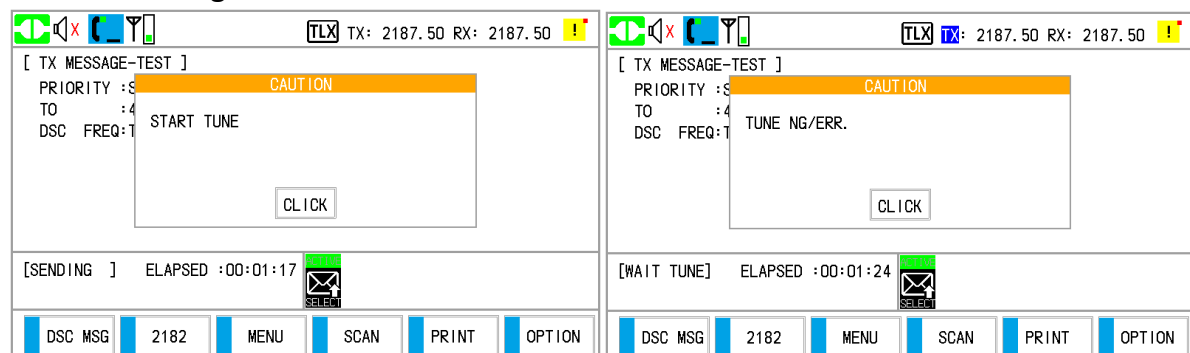 TLX TX: 2187.50 RX: 2187.50 !
[ TX MESSAGE-TEST ]
CAUTION
PRIORITY :S
TO :4
DSC FREQ:T
START TUNE
CLICK
[SENDING ] ELAPSED :00:01:17
SELECT
DSC MSG 2182 MENU SCAN PRINT OPTION
TLX TX: 2187.50 RX: 2187.50 !
[ TX MESSAGE-TEST ]
CAUTION
PRIORITY :S
TO :4
DSC FREQ:T
TUNE NG/ERR.
CLICK
[WAIT TUNE] ELAPSED :00:01:24
SELECT
DSC MSG 2182 MENU SCAN PRINT OPTION